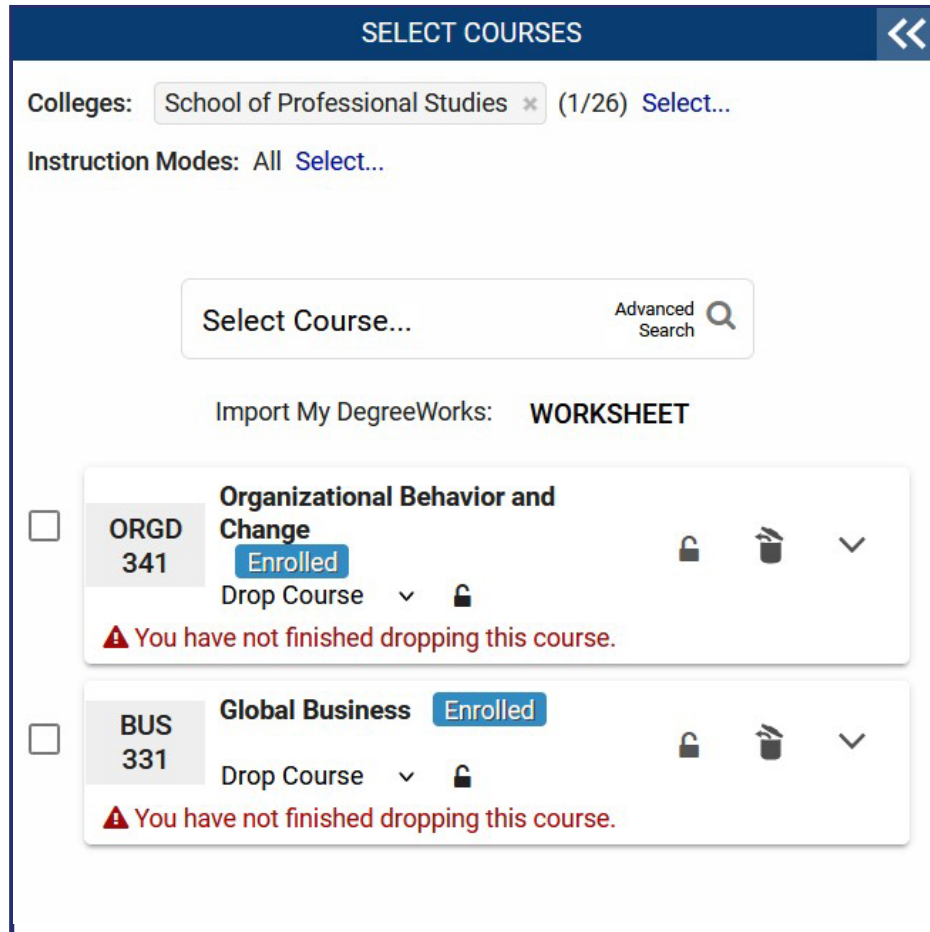 SELECT COURSES
Colleges: School of Professional Studies × (1/26) Select...
Instruction Modes: All Select...
Select Course...
Advanced
Search
Import My DegreeWorks: WORKSHEET
ORGD
341
Organizational Behavior and
Change
Enrolled
Drop Course
You have not finished dropping this course.
BUS
331
Global Business Enrolled
Drop Course
You have not finished dropping this course.